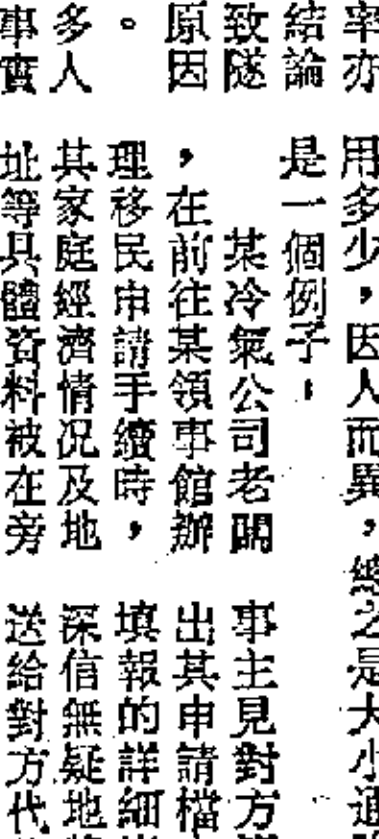 率亦
結論
致隧
原因
。
多人
事實
用多少，因人而異，總之是大小通
是一個例子，
某冷氣公司老闆
，在前往某領事館辦
理移民申請手續時，
其家庭經濟情況及地
址等具體資料被在旁
事主見對方
出其申請檔
填報的詳細
深信無疑地
送給對方代